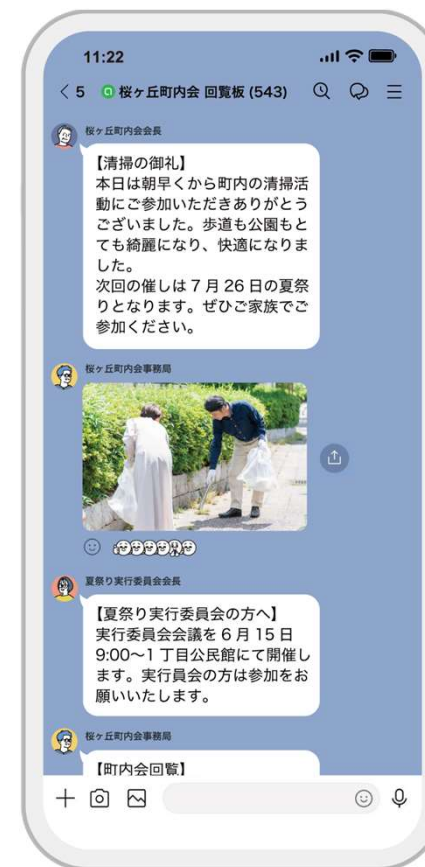 11:22
5 桜ヶ丘町内会 回覧板 (543)
桜ヶ丘町内会会長
【清掃の御礼】
本日は朝早くから町内の清掃活
動にご参加いただきありがとう
ございました。歩道も公園もと
ても綺麗になり、快適になりま
した。
次回の催しは 7 月 26 日の夏祭
りとなります。ぜひご家族でご
参加ください。
桜ヶ丘町内会事務局
夏祭り実行委員会会長
【夏祭り実行委員会の方へ】
実行委員会会議を 6 月 15 日
9:00〜1 丁目公民館にて開催し
ます。実行員会の方は参加をお
願いいたします。
桜ヶ丘町内会事務局
【町内会回覧】